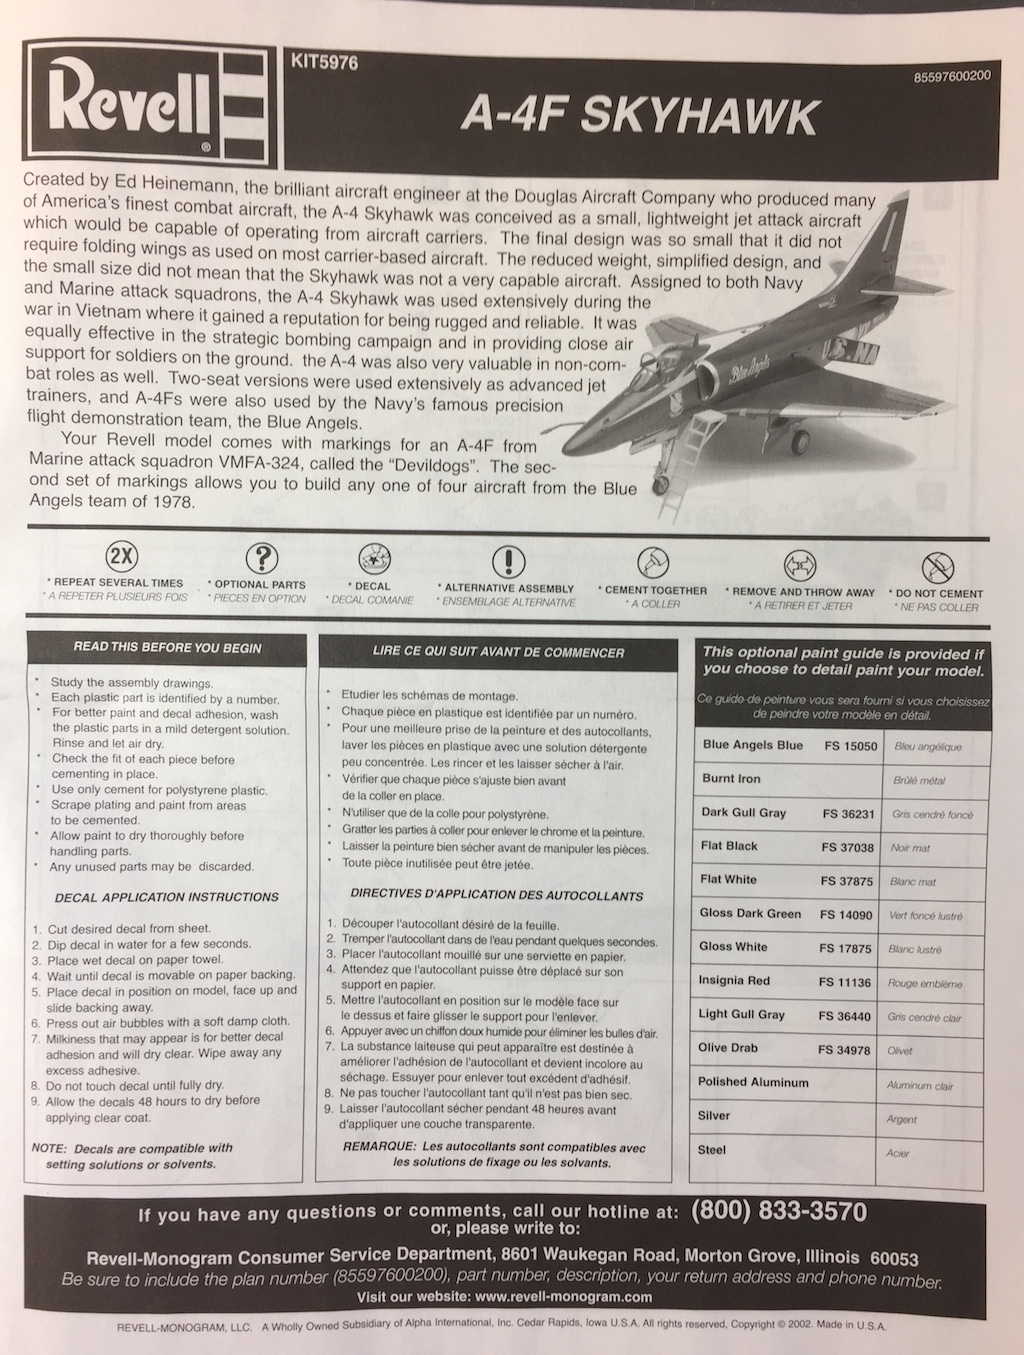 Revell ®
KIT5976
85597600200
A-4F SKYHAWK
Created by Ed Heinemann, the brilliant aircraft engineer at the Douglas Aircraft Company who produced many
of America's finest combat aircraft, the A-4 Skyhawk was conceived as a small, lightweight jet attack aircraft
which would be capable of operating from aircraft carriers. The final design was so small that it did not
require folding wings as used on most carrier-based aircraft. The reduced weight, simplified design, and
the small size did not mean that the Skyhawk was not a very capable aircraft. Assigned to both Navy
and Marine attack squadrons, the A-4 Skyhawk was used extensively during the
war in Vietnam where it gained a reputation for being rugged and reliable. It was
equally effective in the strategic bombing campaign and in providing close air
support for soldiers on the ground. the A-4 was also very valuable in non-com-
bat roles as well. Two-seat versions were used extensively as advanced jet
trainers, and A-4Fs were also used by the Navy's famous precision
flight demonstration team, the Blue Angels.
Your Revell model comes with markings for an A-4F from
Marine attack squadron VMFA-324, called the "Devildogs". The sec-
ond set of markings allows you to build any one of four aircraft from the Blue
Angels team of 1978.
Blue Angels
U.S. NA
2X
* REPEAT SEVERAL TIMES
* A REPETER PLUSIEURS FOIS
?
* OPTIONAL PARTS
* PIECES EN OPTION
* DECAL
* DECAL COMANIE
!
* ALTERNATIVE ASSEMBLY
* ENSEMBLAGE ALTERNATIVE
* CEMENT TOGETHER
* A COLLER
* REMOVE AND THROW AWAY
* A RETIRER ET JETER
* DO NOT CEMENT
* NE PAS COLLER
READ THIS BEFORE YOU BEGIN
* Study the assembly drawings.
* Each plastic part is identified by a number.
* For better paint and decal adhesion, wash
the plastic parts in a mild detergent solution.
Rinse and let air dry.
* Check the fit of each piece before
cementing in place.
* Use only cement for polystyrene plastic.
* Scrape plating and paint from areas
to be cemented.
* Allow paint to dry thoroughly before
handling parts.
* Any unused parts may be discarded.
DECAL APPLICATION INSTRUCTIONS
1. Cut desired decal from sheet.
2. Dip decal in water for a few seconds.
3. Place wet decal on paper towel.
4. Wait until decal is movable on paper backing.
5. Place decal in position on model, face up and
slide backing away.
6. Press out air bubbles with a soft damp cloth.
7. Milkiness that may appear is for better decal
adhesion and will dry clear. Wipe away any
excess adhesive.
8. Do not touch decal until fully dry.
9. Allow the decals 48 hours to dry before
applying clear coat.
NOTE: Decals are compatible with
setting solutions or solvents.
LIRE CE QUI SUIT AVANT DE COMMENCER
* Etudier les schémas de montage.
* Chaque pièce en plastique est identifiée par un numéro.
* Pour une meilleure prise de la peinture et des autocollants,
laver les pièces en plastique avec une solution détergente
peu concentrée. Les rincer et les laisser sécher à l'air.
* Vérifier que chaque pièce s'ajuste bien avant
de la coller en place.
* N'utiliser que de la colle pour polystyrène.
* Gratter les parties à coller pour enlever le chrome et la peinture.
* Laisser la peinture bien sécher avant de manipuler les pièces.
* Toute pièce inutilisée peut être jetée.
DIRECTIVES D'APPLICATION DES AUTOCOLLANTS
1. Découper l'autocollant désiré de la feuille.
2. Tremper l'autocollant dans de l'eau pendant quelques secondes.
3. Placer l'autocollant mouillé sur une serviette en papier.
4. Attendez que l'autocollant puisse être déplacé sur son
support en papier.
5. Mettre l'autocollant en position sur le modèle face sur
le dessus et faire glisser le support pour l'enlever.
6. Appuyer avec un chiffon doux humide pour éliminer les bulles d'air.
7. La substance laiteuse qui peut apparaître est destinée à
améliorer l'adhésion de l'autocollant et devient incolore au
séchage. Essuyer pour enlever tout excédent d'adhésif.
8. Ne pas toucher l'autocollant tant qu'il n'est pas bien sec.
9. Laisser l'autocollant sécher pendant 48 heures avant
d'appliquer une couche transparente.
REMARQUE: Les autocollants sont compatibles avec
les solutions de fixage ou les solvants.
This optional paint guide is provided if
you choose to detail paint your model.
Ce guide de peinture vous sera fourni si vous choisissez
de peindre votre modèle en détail.
Blue Angels Blue FS 15050 Bleu angélique
Burnt Iron Brûlé métal
Dark Gull Gray FS 36231 Gris cendré foncé
Flat Black FS 37038 Noir mat
Flat White FS 37875 Blanc mat
Gloss Dark Green FS 14090 Vert foncé lustré
Gloss White FS 17875 Blanc lustré
Insignia Red FS 11136 Rouge emblème
Light Gull Gray FS 36440 Gris cendré clair
Olive Drab FS 34978 Olivet
Polished Aluminum Aluminum clair
Silver Argent
Steel Acier
If you have any questions or comments, call our hotline at: (800) 833-3570
or, please write to:
Revell-Monogram Consumer Service Department, 8601 Waukegan Road, Morton Grove, Illinois 60053
Be sure to include the plan number (85597600200), part number, description, your return address and phone number.
Visit our website: www.revell-monogram.com
REVELL-MONOGRAM, LLC. A Wholly Owned Subsidiary of Alpha International, Inc. Cedar Rapids, Iowa U.S.A. All rights reserved, Copyright © 2002. Made in U.S.A.